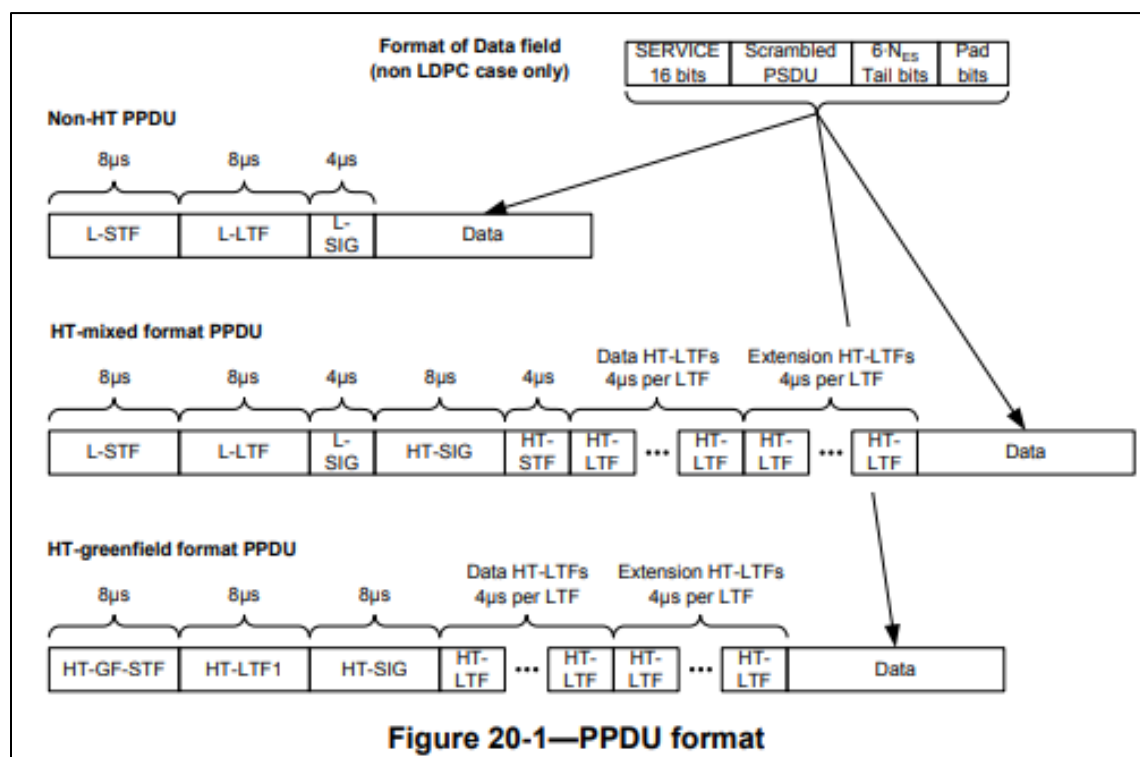 Format of Data field
(non LDPC case only)
SERVICE
16 bits
Scrambled
PSDU
6·NES
Tail bits
Pad
bits
Non-HT PPDU
8µs
8µs
4µs
L-STF
L-LTF
L-
SIG
Data
HT-mixed format PPDU
Data HT-LTFs
4µs per LTF
Extension HT-LTFs
4µs per LTF
8µs
8µs
4µs
8µs
4µs
L-STF
L-LTF
L-
SIG
HT-SIG
HT-
STF
HT-
LTF
•••
HT-
LTF
HT-
LTF
•••
HT-
LTF
Data
HT-greenfield format PPDU
Data HT-LTFs
4µs per LTF
Extension HT-LTFs
4µs per LTF
8µs
8µs
8µs
HT-GF-STF
HT-LTF1
HT-SIG
HT-
LTF
•••
HT-
LTF
HT-
LTF
•••
HT-
LTF
Data
Figure 20-1—PPDU format